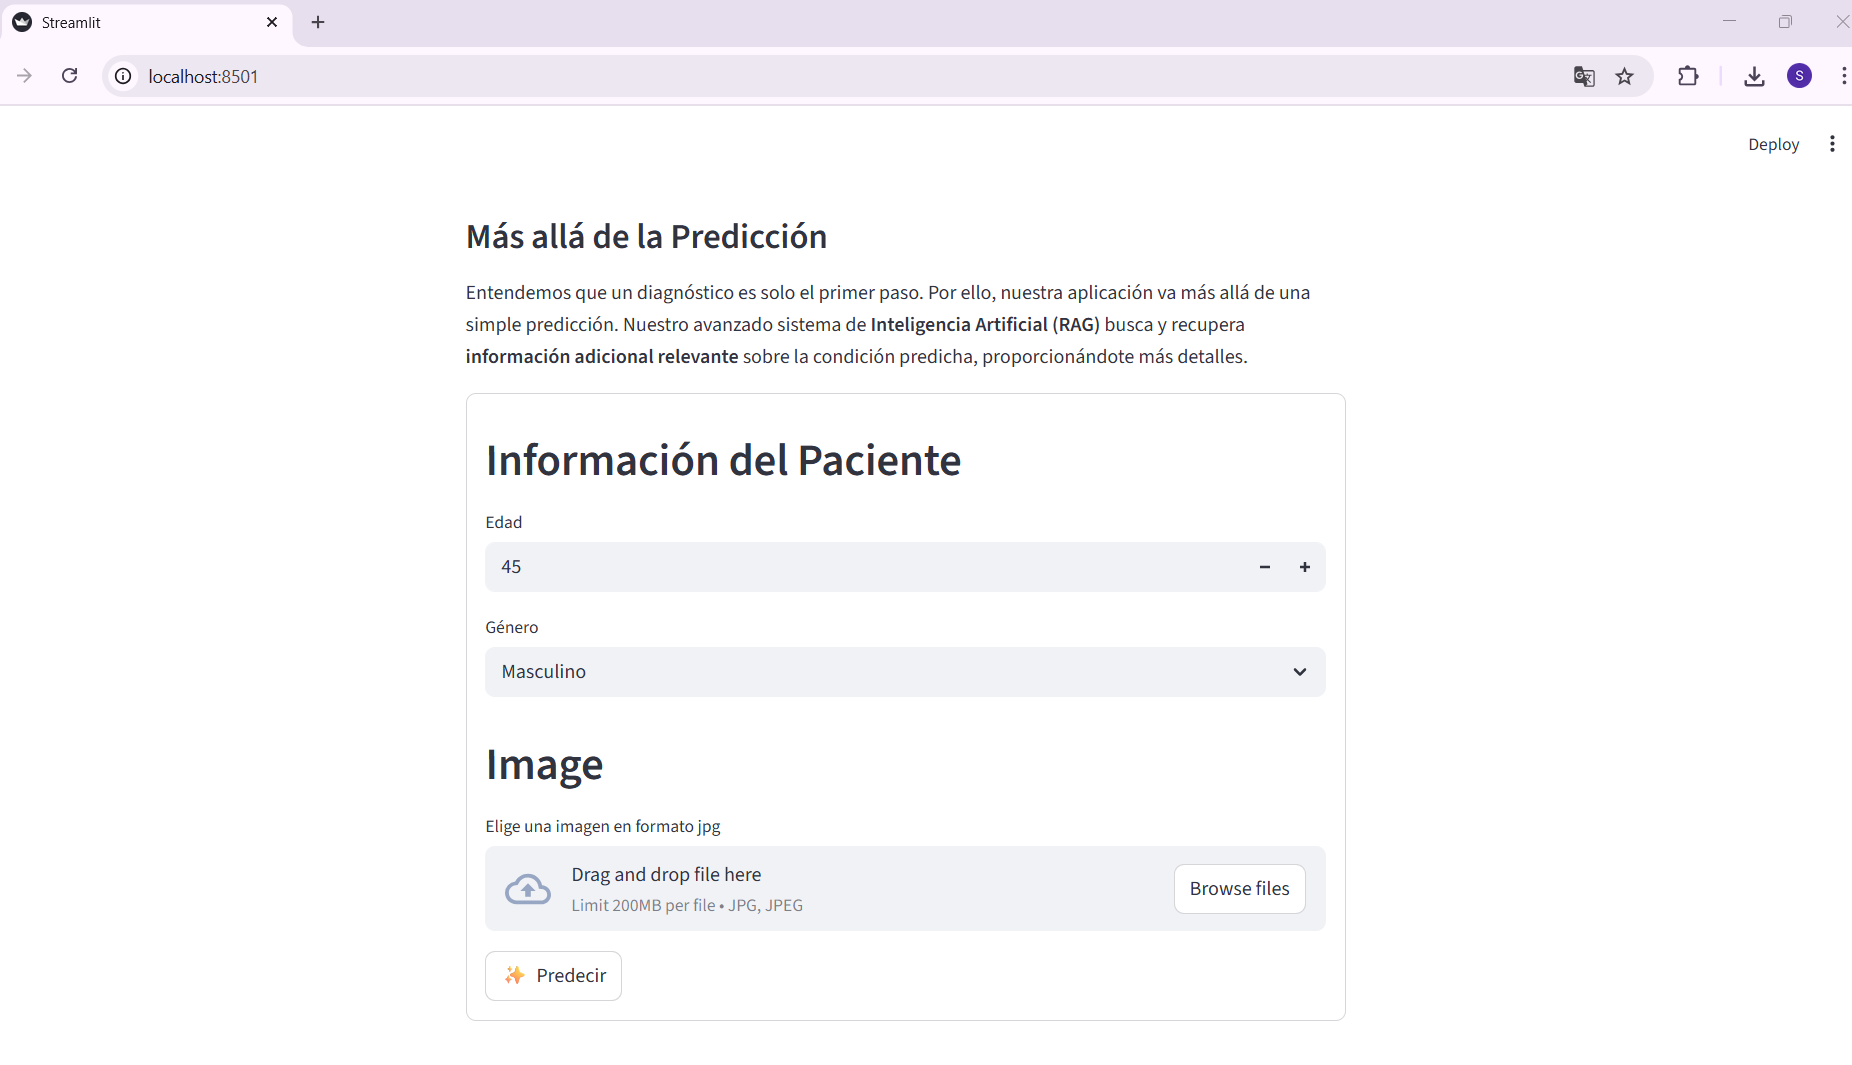 Streamlit
localhost:8501
S
Deploy
Más allá de la Predicción
Entendemos que un diagnóstico es solo el primer paso. Por ello, nuestra aplicación va más allá de una
simple predicción. Nuestro avanzado sistema de Inteligencia Artificial (RAG) busca y recupera
información adicional relevante sobre la condición predicha, proporcionándote más detalles.
Información del Paciente
Edad
45
Género
Masculino
Image
Elige una imagen en formato jpg
Drag and drop file here
Limit 200MB per file • JPG, JPEG
Browse files
✨ Predecir